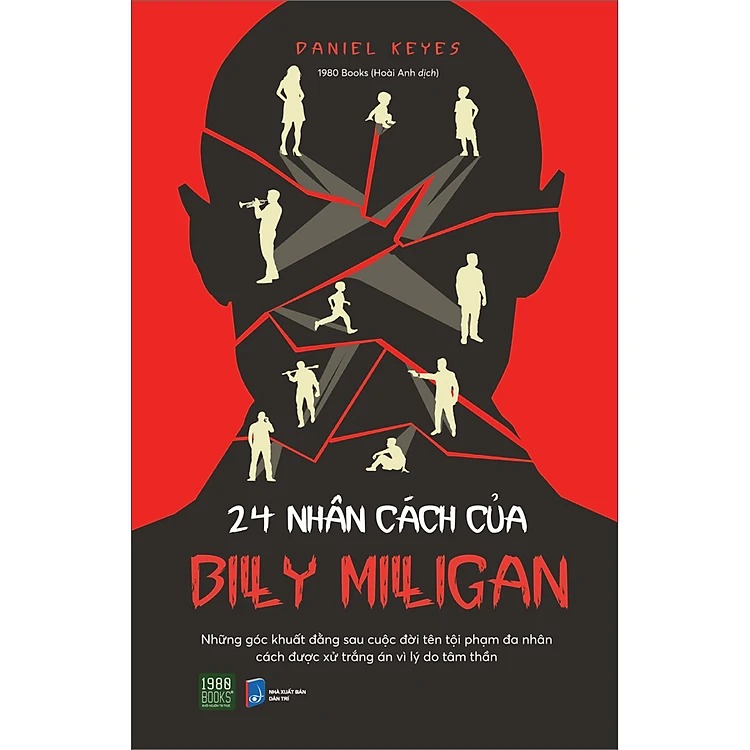 DANIEL KEYES
1980 Books (Hoài Anh dịch)
24 NHÂN CÁCH CỦA
BILLY MILLIGAN
Những góc khuất đằng sau cuộc đời tên tội phạm đa nhân
cách được xử trắng án vì lý do tâm thần
1980
BOOKS
NHÀ XUẤT BẢN
DÂN TRÍ